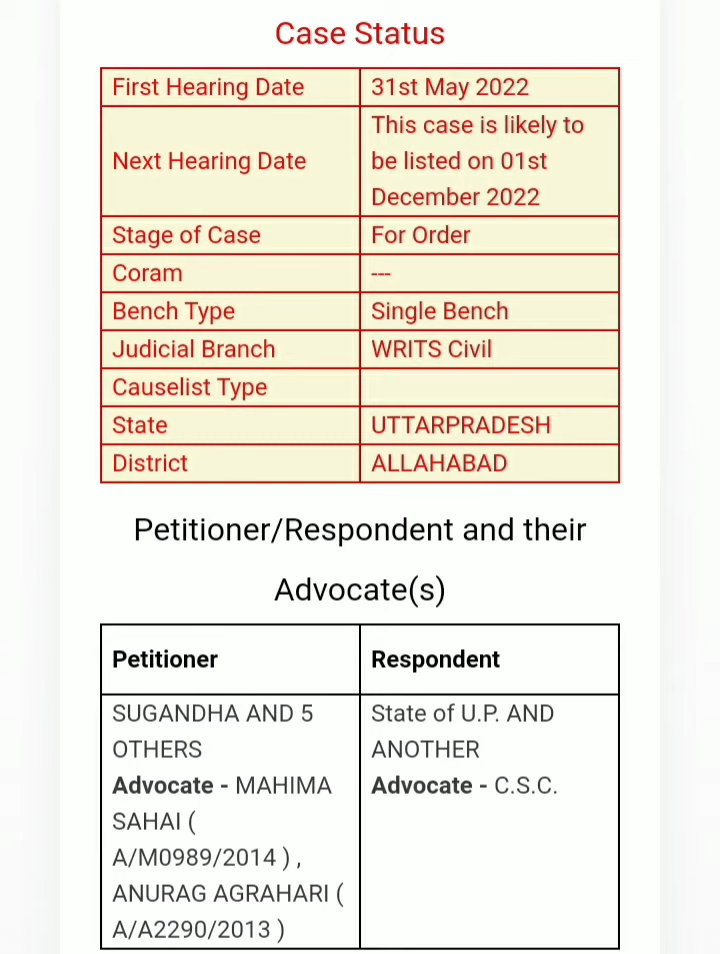 Case Status
First Hearing Date 31st May 2022
This case is likely to
Next Hearing Date be listed on 01st
December 2022
Stage of Case For Order
Coram ---
Bench Type Single Bench
Judicial Branch WRITS Civil
Causelist Type
State UTTARPRADESH
District ALLAHABAD
Petitioner/Respondent and their
Advocate(s)
Petitioner Respondent
SUGANDHA AND 5 State of U.P. AND
OTHERS ANOTHER
Advocate - MAHIMA Advocate - C.S.C.
SAHAI (
A/M0989/2014 ) ,
ANURAG AGRAHARI (
A/A2290/2013 )